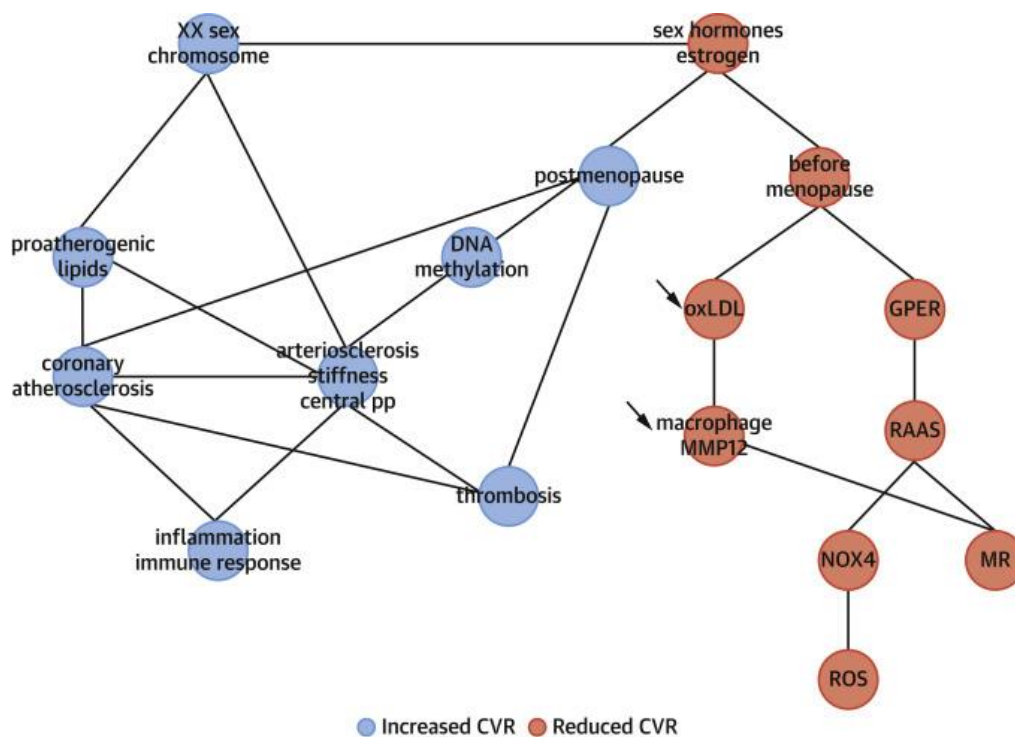 XX sex
chromosome
sex hormones
estrogen
postmenopause
before
menopause
proatherogenic
lipids
DNA
methylation
oxLDL
GPER
coronary
atherosclerosis
arteriosclerosis
stiffness
central pp
macrophage
MMP12
RAAS
thrombosis
inflammation
immune response
NOX4
MR
ROS
Increased CVR Reduced CVR